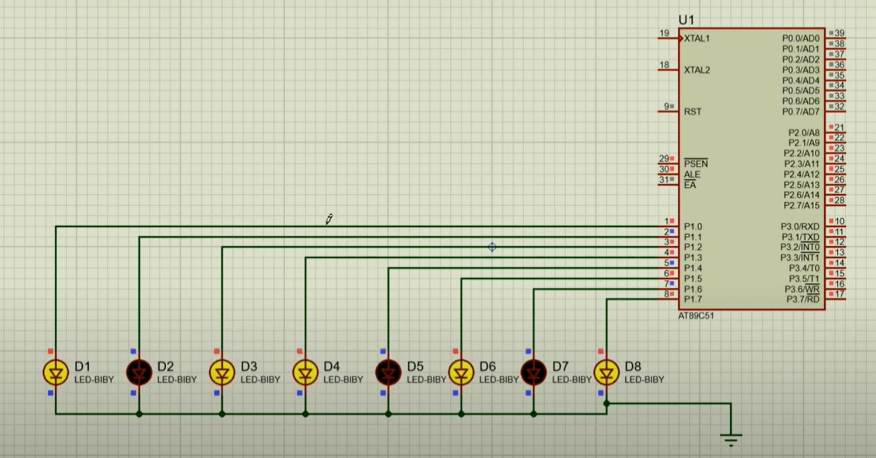 U1
19 XTAL1
18 XTAL2
9 RST
29 PSEN
30 ALE
31 EA
1 P1.0
2 P1.1
3 P1.2
4 P1.3
5 P1.4
6 P1.5
7 P1.6
8 P1.7
P0.0/AD0 39
P0.1/AD1 38
P0.2/AD2 37
P0.3/AD3 36
P0.4/AD4 35
P0.5/AD5 34
P0.6/AD6 33
P0.7/AD7 32
P2.0/A8 21
P2.1/A9 22
P2.2/A10 23
P2.3/A11 24
P2.4/A12 25
P2.5/A13 26
P2.6/A14 27
P2.7/A15 28
P3.0/RXD 10
P3.1/TXD 11
P3.2/INT0 12
P3.3/INT1 13
P3.4/T0 14
P3.5/T1 15
P3.6/WR 16
P3.7/RD 17
AT89C51
D1
LED-BIBY
D2
LED-BIBY
D3
LED-BIBY
D4
LED-BIBY
D5
LED-BIBY
D6
LED-BIBY
D7
LED-BIBY
D8
LED-BIBY